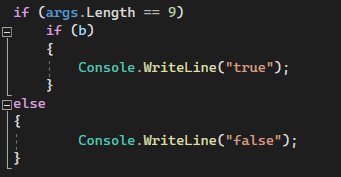 if (args.Length == 9)
    if (b)
    {
        Console.WriteLine("true");
    }
else
{
        Console.WriteLine("false");
}